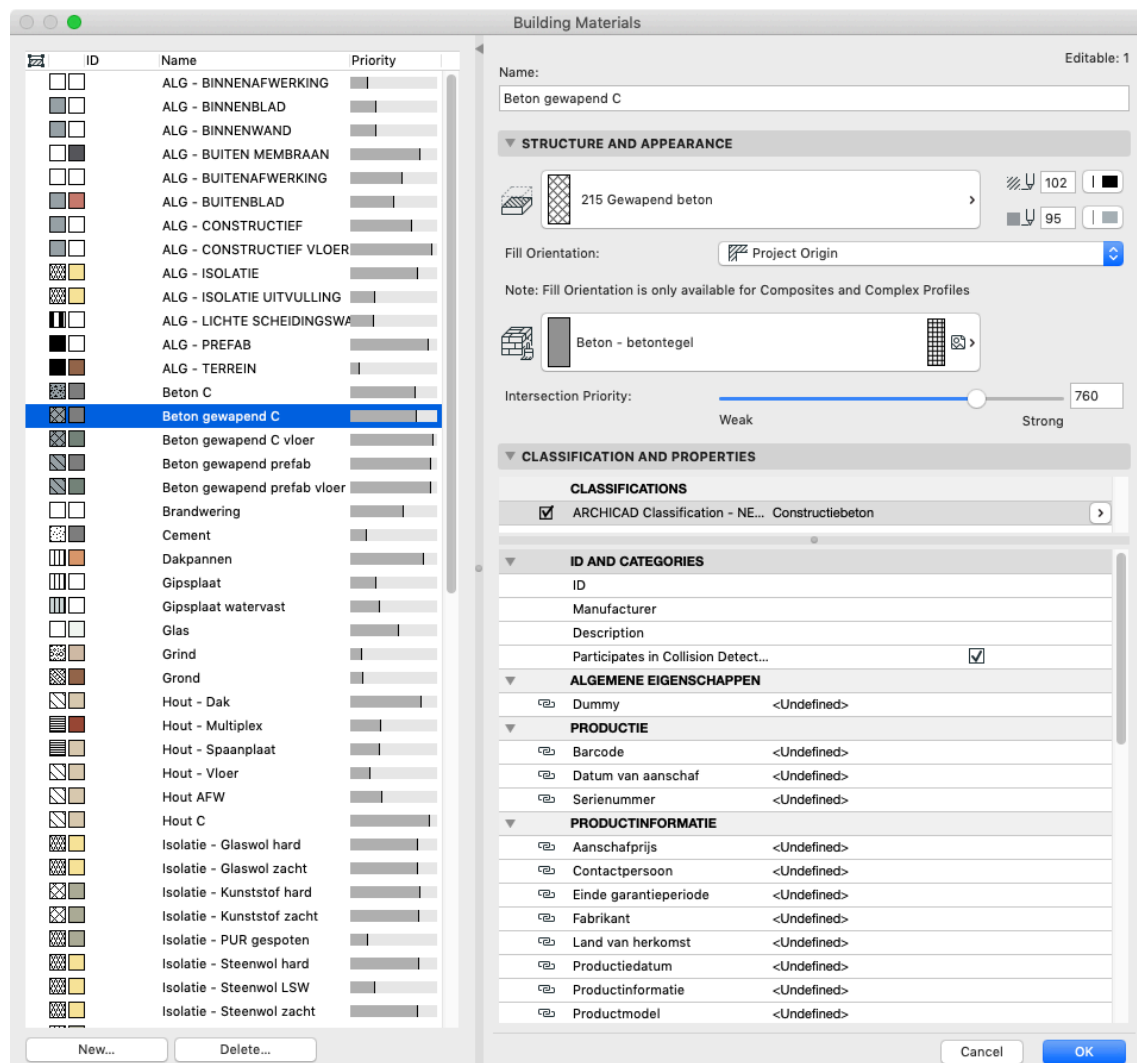 Building Materials
ID Name Priority
ALG - BINNENAFWERKING
ALG - BINNENBLAD
ALG - BINNENWAND
ALG - BUITEN MEMBRAAN
ALG - BUITENAFWERKING
ALG - BUITENBLAD
ALG - CONSTRUCTIEF
ALG - CONSTRUCTIEF VLOER
ALG - ISOLATIE
ALG - ISOLATIE UITVULLING
ALG - LICHTE SCHEIDINGSWA
ALG - PREFAB
ALG - TERREIN
Beton C
Beton gewapend C
Beton gewapend C vloer
Beton gewapend prefab
Beton gewapend prefab vloer
Brandwering
Cement
Dakpannen
Gipsplaat
Gipsplaat watervast
Glas
Grind
Grond
Hout - Dak
Hout - Multiplex
Hout - Spaanplaat
Hout - Vloer
Hout AFW
Hout C
Isolatie - Glaswol hard
Isolatie - Glaswol zacht
Isolatie - Kunststof hard
Isolatie - Kunststof zacht
Isolatie - PUR gespoten
Isolatie - Steenwol hard
Isolatie - Steenwol LSW
Isolatie - Steenwol zacht
New...
Delete...
Editable: 1
Name:
Beton gewapend C
STRUCTURE AND APPEARANCE
215 Gewapend beton
102
95
Fill Orientation:
Project Origin
Note: Fill Orientation is only available for Composites and Complex Profiles
Beton - betontegel
Intersection Priority:
760
Weak Strong
CLASSIFICATION AND PROPERTIES
CLASSIFICATIONS
ARCHICAD Classification - NE... Constructiebeton
ID AND CATEGORIES
ID
Manufacturer
Description
Participates in Collision Detect...
ALGEMENE EIGENSCHAPPEN
Dummy <Undefined>
PRODUCTIE
Barcode <Undefined>
Datum van aanschaf <Undefined>
Serienummer <Undefined>
PRODUCTINFORMATIE
Aanschafprijs <Undefined>
Contactpersoon <Undefined>
Einde garantieperiode <Undefined>
Fabrikant <Undefined>
Land van herkomst <Undefined>
Productiedatum <Undefined>
Productinformatie <Undefined>
Productmodel <Undefined>
Cancel
OK